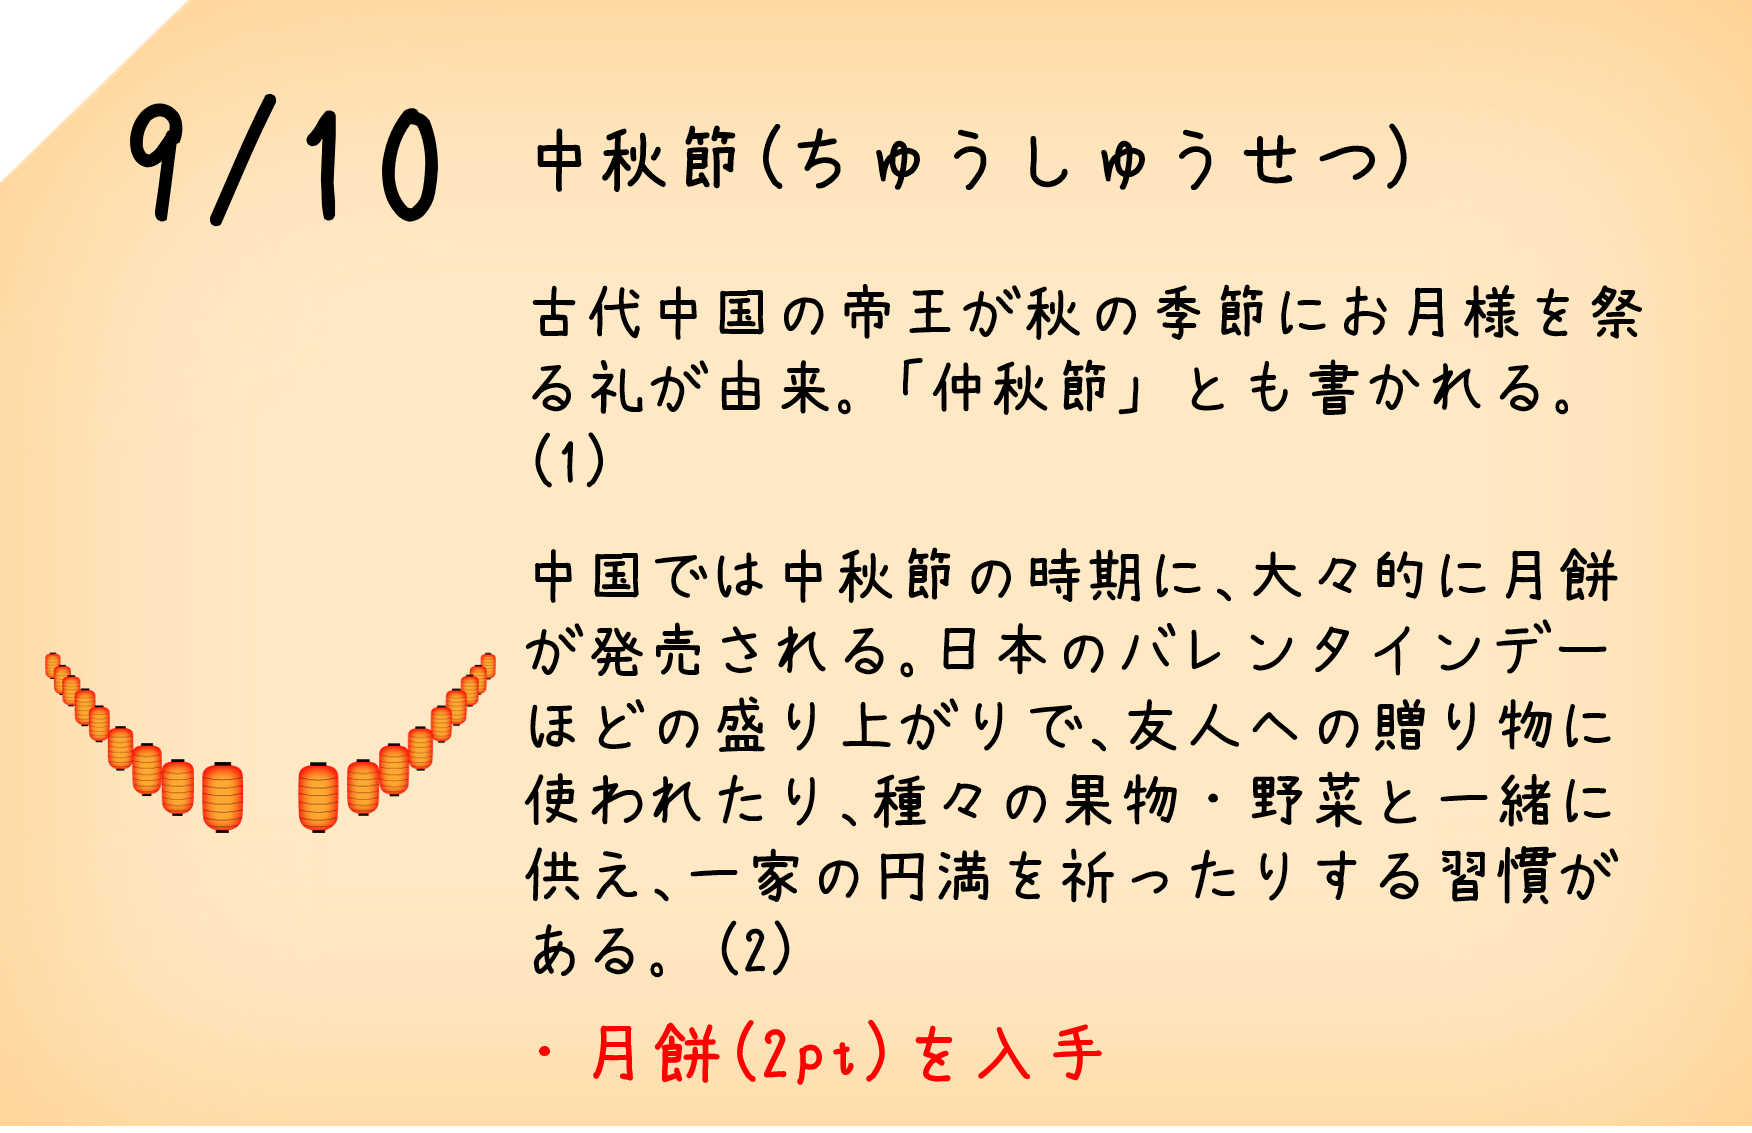 9/10
中秋節(ちゅうしゅうせつ)
古代中国の帝王が秋の季節にお月様を祭
る礼が由来。「仲秋節」とも書かれる。
(1)
中国では中秋節の時期に、大々的に月餅
が発売される。日本のバレンタインデー
ほどの盛り上がりで、友人への贈り物に
使われたり、種々の果物・野菜と一緒に
供え、一家の円満を祈ったりする習慣が
ある。(2)
・月餅(2pt)を入手